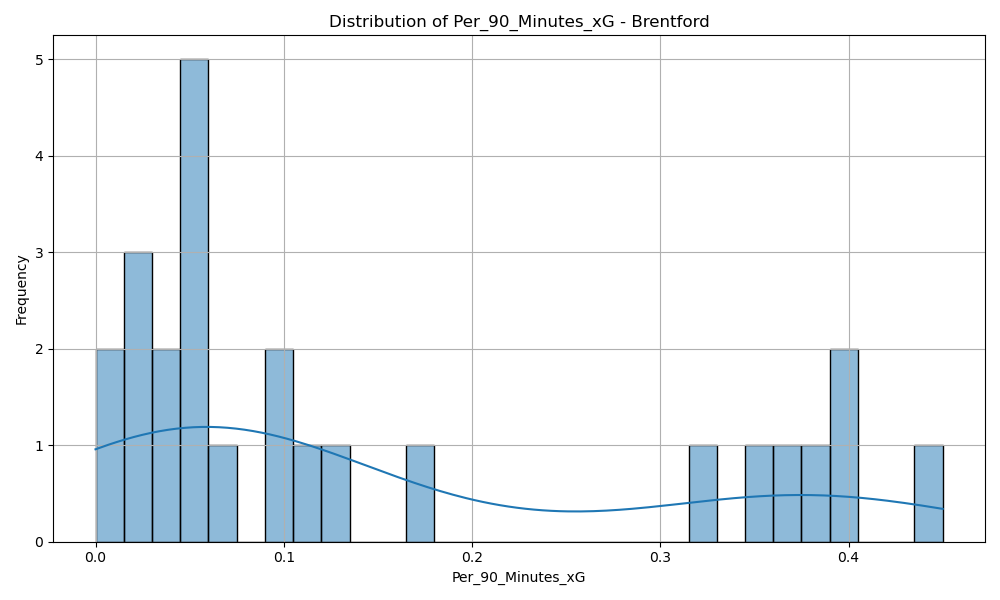 Distribution of Per_90_Minutes_xG - Brentford
Frequency
5
4
3
2
1
0
0.0 0.1 0.2 0.3 0.4
Per_90_Minutes_xG